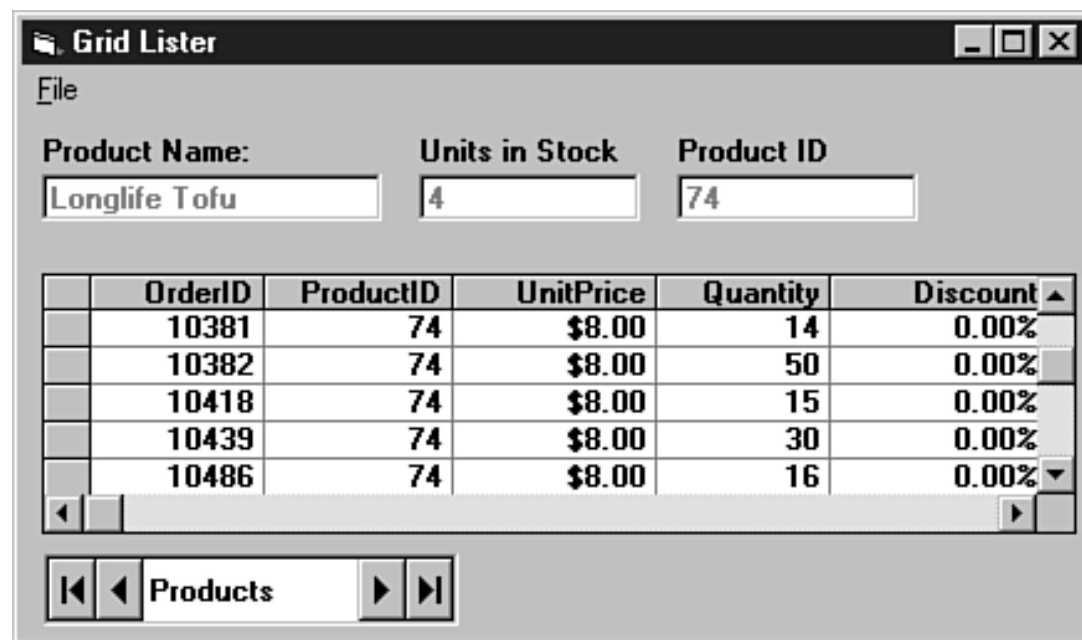 Grid Lister
File
Product Name: Units in Stock Product ID
Longlife Tofu 4 74
OrderID ProductID UnitPrice Quantity Discount
10381 74 $8.00 14 0.00%
10382 74 $8.00 50 0.00%
10418 74 $8.00 15 0.00%
10439 74 $8.00 30 0.00%
10486 74 $8.00 16 0.00%
Products